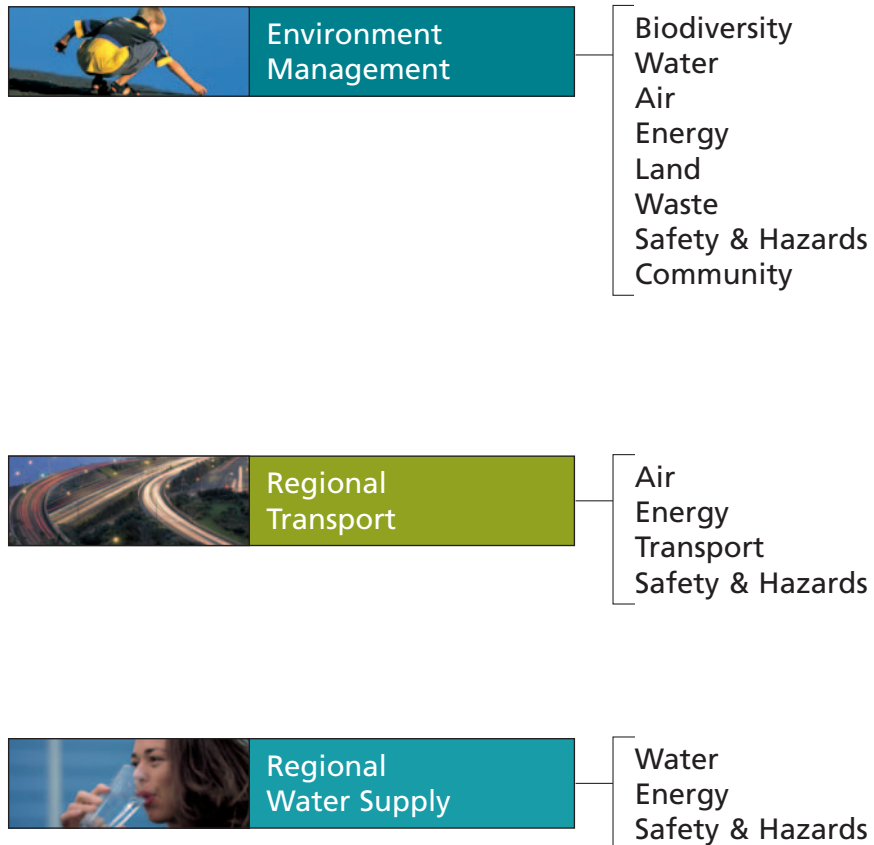 Environment
Management
Biodiversity
Water
Air
Energy
Land
Waste
Safety & Hazards
Community
Regional
Transport
Air
Energy
Transport
Safety & Hazards
Regional
Water Supply
Water
Energy
Safety & Hazards